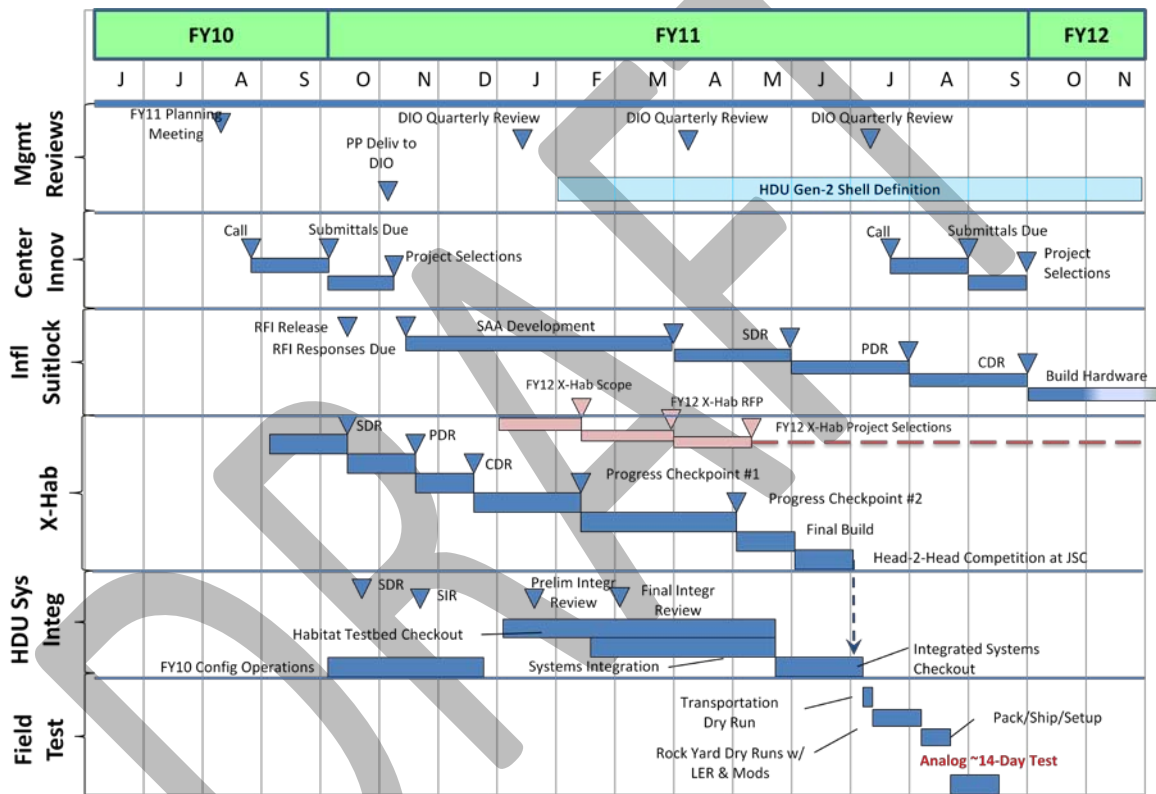 FY10 FY11 FY12
J J A S O N D J F M A M J J A S O N
Mgmt
Reviews
FY11 Planning
Meeting
PP Deliv to
DIO
DIO Quarterly Review
DIO Quarterly Review
DIO Quarterly Review
HDU Gen-2 Shell Definition
Center
Innov
Call
Submittals Due
Project Selections
Call
Submittals Due
Project
Selections
Infl
Suitlock
RFI Release
RFI Responses Due
SAA Development
SDR
PDR
CDR
Build Hardware
X-Hab
FY12 X-Hab Scope
FY12 X-Hab RFP
FY12 X-Hab Project Selections
SDR
PDR
CDR
Progress Checkpoint #1
Progress Checkpoint #2
Final Build
Head-2-Head Competition at JSC
HDU Sys
Integ
SDR
SIR
Prelim Integr
Review
Final Integr
Review
Habitat Testbed Checkout
FY10 Config Operations
Systems Integration
Integrated Systems
Checkout
Field
Test
Transportation
Dry Run
Rock Yard Dry Runs w/
LER & Mods
Pack/Ship/Setup
Analog ~14-Day Test
DRAFT